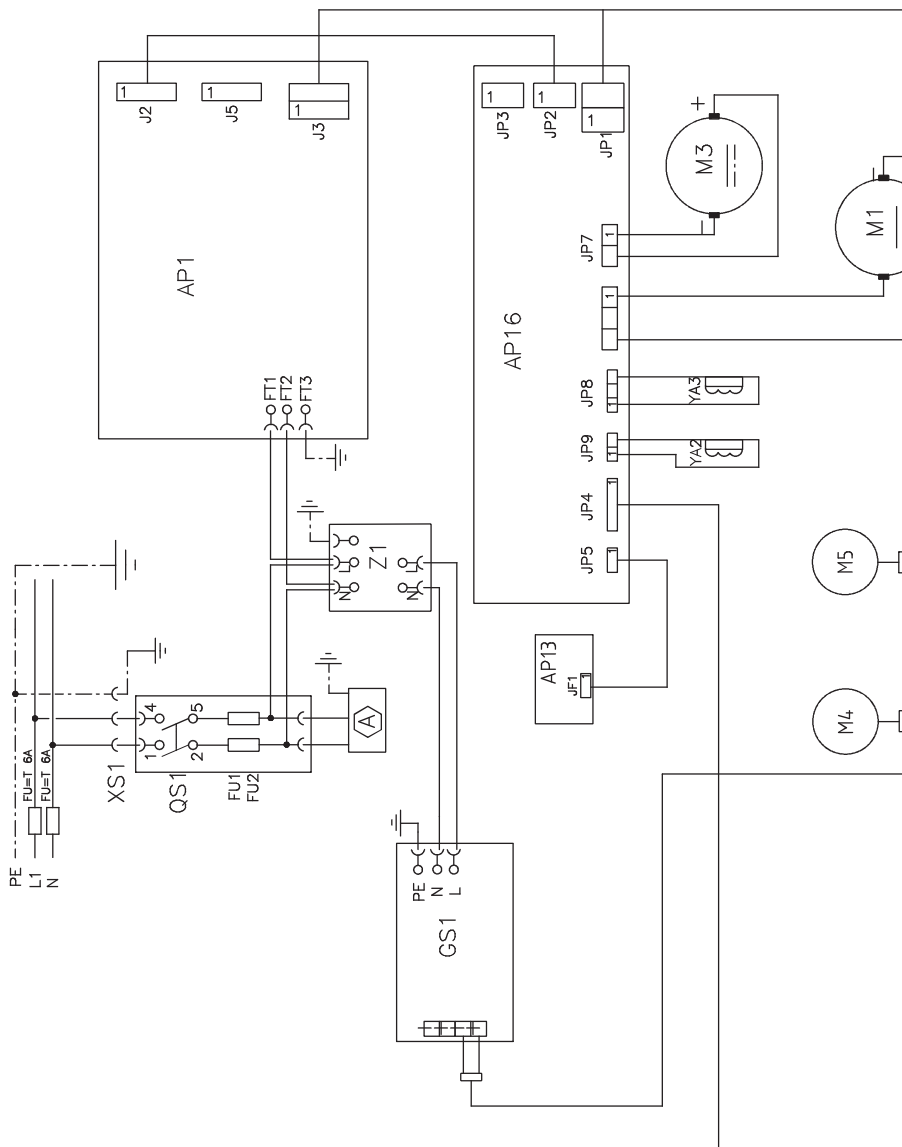 PE
L1
N
FU=T 6A
FU=T 6A
XS1
QS1
1
4
2
5
FU1
FU2
A
N
L
Z1
N
L
AP1
FT1
FT2
FT3
1
J2
1
J5
1
J3
AP16
1
JP3
1
JP2
1
JP1
JP7
1
1
JP8
1
JP9
1
JP4
1
JP5
1
M3
+
M1
YA3
YA2
M5
M4
AP13
JF1
1
GS1
PE
N
L